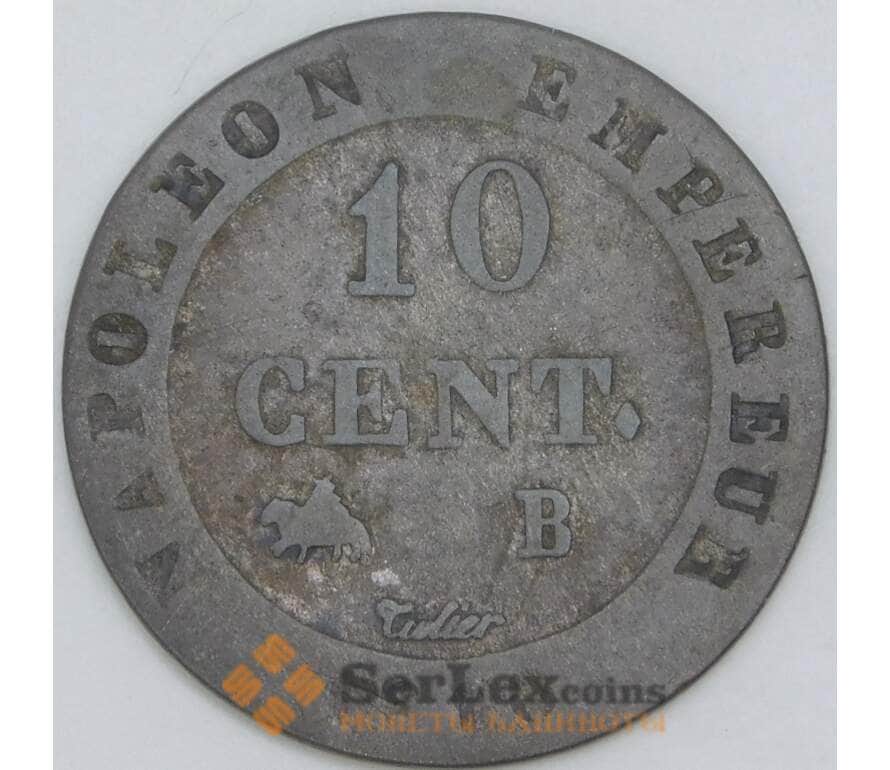 NAPOLEON EMPEREUR
10
CENT.
B
Tiolier
SerLexcoins
МОНЕТЫ БАНКНОТЫ